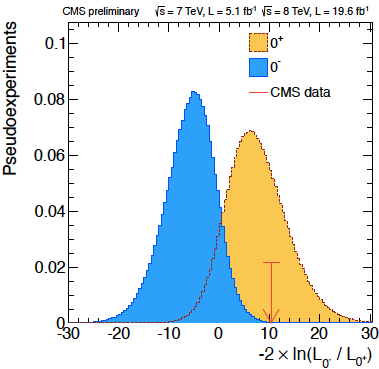 CMS preliminary √s = 7 TeV, L = 5.1 fb⁻¹ √s = 8 TeV, L = 19.6 fb⁻¹
Pseudoexperiments
0⁺
0⁻
CMS data
0.1
0.08
0.06
0.04
0.02
0
-30 -20 -10 0 10 20 30
-2 × ln(L₀₋ / L₀₊)